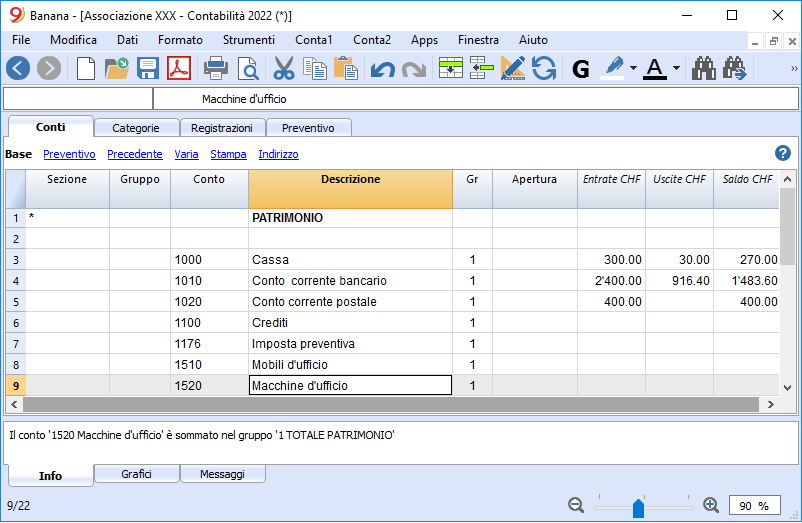 Banana - [Associazione XXX - Contabilità 2022 (*)]
File Modifica Dati Formato Strumenti Conta1 Conta2 Apps Finestra Aiuto
G A »
Macchine d'ufficio
Conti Categorie Registrazioni Preventivo
Base Preventivo Precedente Varia Stampa Indirizzo ?
Sezione Gruppo Conto Descrizione Gr Apertura Entrate CHF Uscite CHF Saldo CHF
1 * PATRIMONIO
2
3 1000 Cassa 1 300.00 30.00 270.00
4 1010 Conto corrente bancario 1 2'400.00 916.40 1'483.60
5 1020 Conto corrente postale 1 400.00 400.00
6 1100 Crediti 1
7 1176 Imposta preventiva 1
8 1510 Mobili d'ufficio 1
9 1520 Macchine d'ufficio 1
Il conto '1520 Macchine d'ufficio' è sommato nel gruppo '1 TOTALE PATRIMONIO'
Info Grafici Messaggi
9/22 90 %